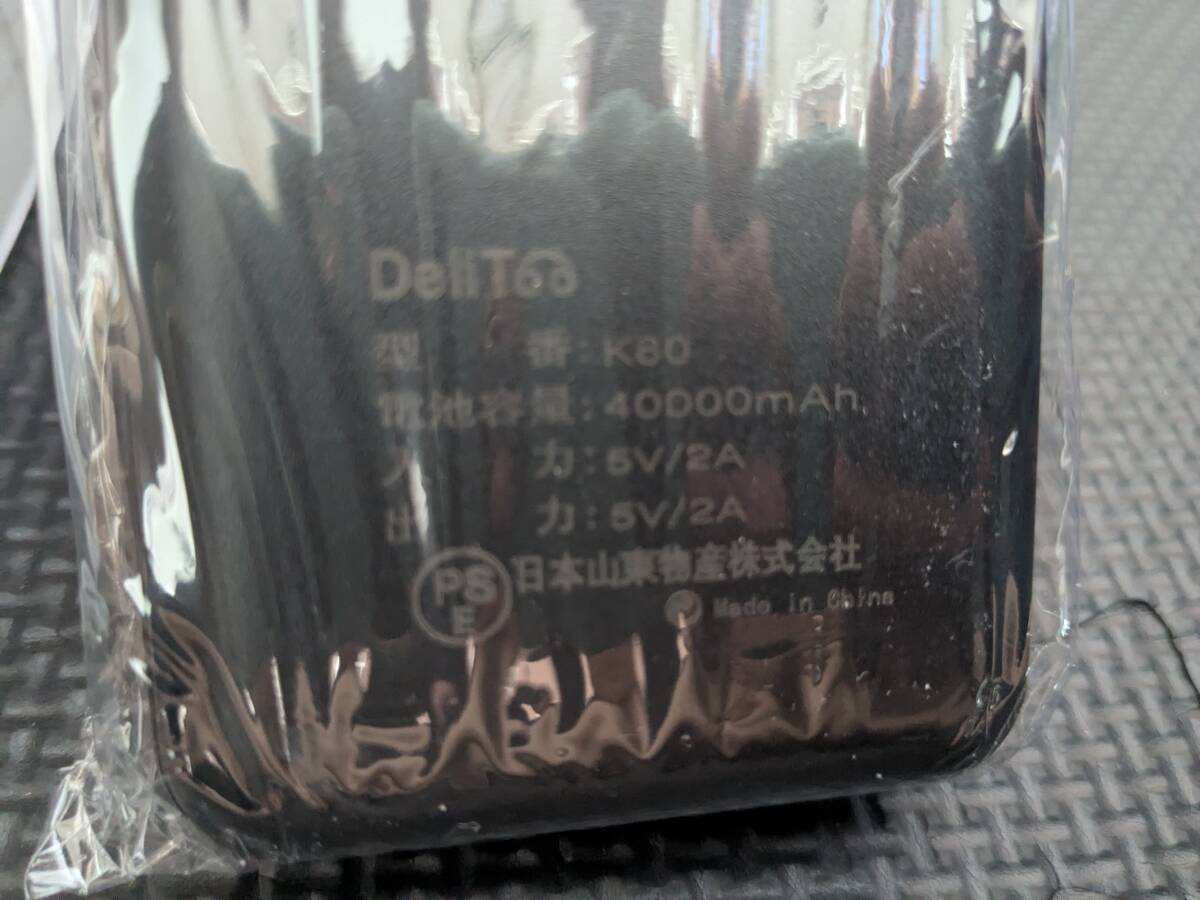 DeliToo
型番：K80
電池容量：40000mAh
入力：5V/2A
出力：5V/2A
PSE 日本山東物産株式会社
Made in China